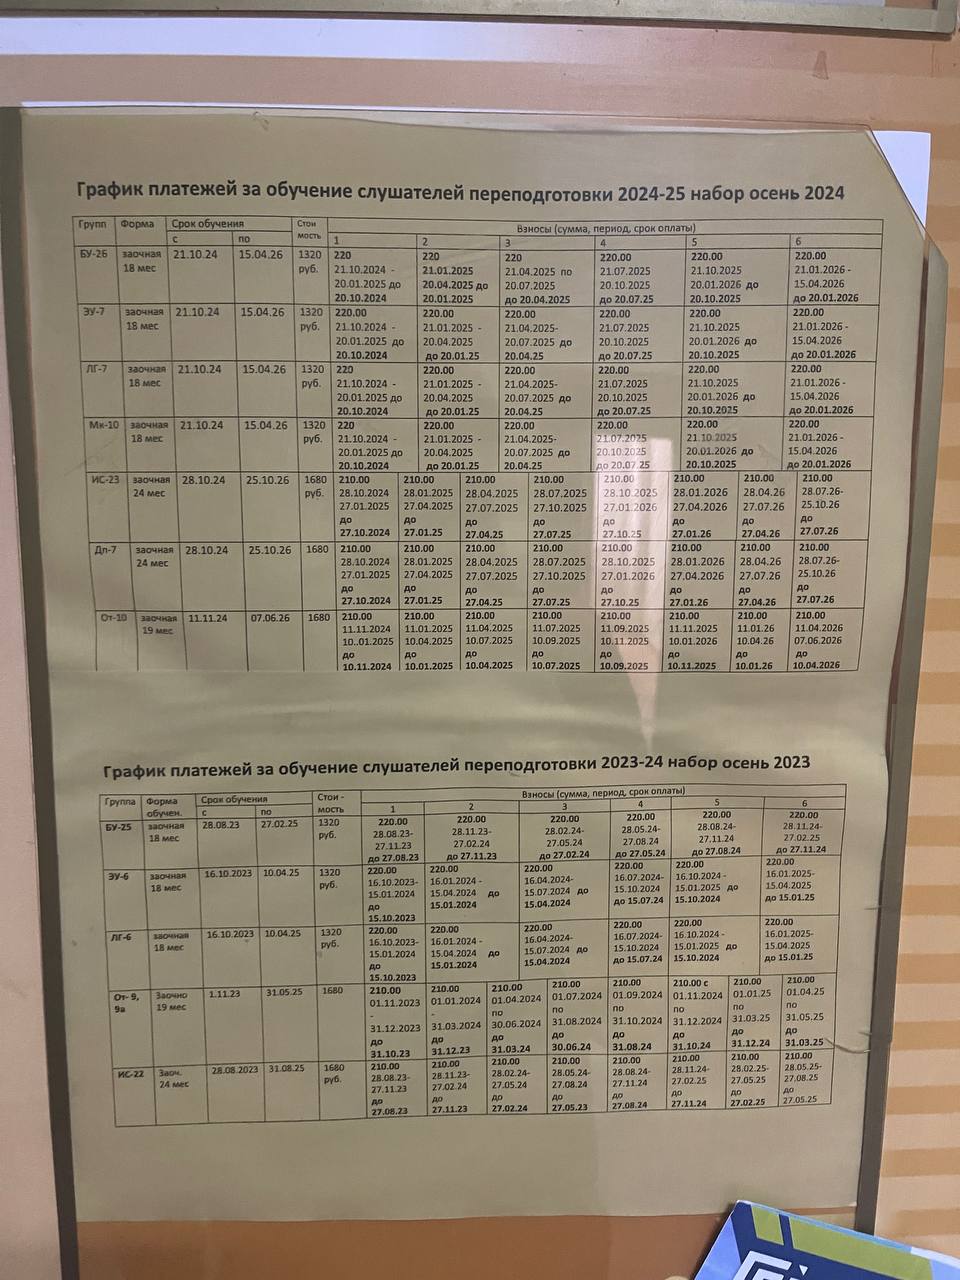 График платежей за обучение слушателей переподготовки 2024-25 набор осень 2024
Групп Форма Срок обучения Стои мость Взносы (сумма, период, срок оплаты)
с по 1 2 3 4 5 6
БУ-26 заочная 21.10.24 15.04.26 1320 220 220 220 220.00 220.00 220.00
18 мес руб. 21.10.2024 - 21.01.2025 21.04.2025 по 21.07.2025 21.10.2025 21.01.2026 -
20.01.2025 до 20.04.2025 до 20.07.2025 20.10.2025 20.01.2026 до 15.04.2026
20.10.2024 20.01.2025 до 20.04.2025 до 20.07.25 20.10.2025 до 20.01.2026
ЭУ-7 заочная 21.10.24 15.04.26 1320 220.00 220.00 220.00 220.00 220.00 220.00
18 мес руб. 21.10.2024 - 21.01.2025 - 21.04.2025- 21.07.2025 21.10.2025 21.01.2026 -
20.01.2025 до 20.04.2025 20.07.2025 до 20.10.2025 20.01.2026 до 15.04.2026
20.10.2024 до 20.01.25 20.04.25 до 20.07.25 20.10.2025 до 20.01.2026
ЛГ-7 заочная 21.10.24 15.04.26 1320 220 220.00 220.00 220.00 220.00 220.00
18 мес руб. 21.10.2024 - 21.01.2025 - 21.04.2025- 21.07.2025 21.10.2025 21.01.2026 -
20.01.2025 до 20.04.2025 20.07.2025 до 20.10.2025 20.01.2026 до 15.04.2026
20.10.2024 до 20.01.25 20.04.25 до 20.07.25 20.10.2025 до 20.01.2026
Мк-10 заочная 21.10.24 15.04.26 1320 220 220.00 220.00 220.00 220.00 220.00
18 мес руб. 21.10.2024 - 21.01.2025 - 21.04.2025- 21.07.2025 21.10.2025 21.01.2026 -
20.01.2025 до 20.04.2025 20.07.2025 до 20.10.2025 20.01.2026 до 15.04.2026
20.10.2024 до 20.01.25 20.04.25 до 20.07.25 20.10.2025 до 20.01.2026
ИС-23 заочная 28.10.24 25.10.26 1680 210.00 210.00 210.00 210.00 210.00 210.00 210.00 210.00
24 мес руб. 28.10.2024 28.01.2025 28.04.2025 28.07.2025 28.10.2025 28.01.2026 28.04.26 28.07.26-
27.01.2025 27.04.2025 27.07.2025 27.10.2025 27.01.2026 27.04.2026 27.07.26 25.10.26
до до до до до до до до
27.10.2024 27.01.25 27.04.25 27.07.25 27.10.25 27.01.26 27.04.26 27.07.26
Дл-7 заочная 28.10.24 25.10.26 1680 210.00 210.00 210.00 210.00 210.00 210.00 210.00 210.00
24 мес 28.10.2024 28.01.2025 28.04.2025 28.07.2025 28.10.2025 28.01.2026 28.04.26 28.07.26-
27.01.2025 27.04.2025 27.07.2025 27.10.2025 27.01.2026 27.04.2026 27.07.26 25.10.26
до до до до до до до до
27.10.2024 27.01.25 27.04.25 27.07.25 27.10.25 27.01.26 27.04.26 27.07.26
От-10 заочная 11.11.24 07.06.26 1680 210.00 210.00 210.00 210.00 210.00 210.00 210.00 210.00
19 мес 11.11.2024 11.01.2025 11.04.2025 11.07.2025 11.09.2025 11.11.2025 11.01.26 11.04.2026
10..01.2025 10.04.2025 10.07.2025 10.09.2025 10.11.2025 10.01.2026 10.04.26 07.06.2026
до до до до до до до до
10.11.2024 10.01.2025 10.04.2025 10.07.2025 10.09.2025 10.11.2025 10.01.26 10.04.2026
График платежей за обучение слушателей переподготовки 2023-24 набор осень 2023
Группа Форма обучен. Срок обучения Стои - мость Взносы (сумма, период, срок оплаты)
с по 1 2 3 4 5 6
БУ-25 заочная 28.08.23 27.02.25 1320 220.00 220.00 220.00 220.00 220.00 220.00
18 мес руб. 28.08.23- 28.11.23- 28.02.24- 28.05.24- 28.08.24- 28.11.24-
27.11.23 27.02.24 27.05.24 27.08.24 27.11.24 27.02.25
до 27.08.23 до 27.11.23 до 27.02.24 до 27.05.24 до 27.08.24 до 27.11.24
ЭУ-6 заочная 16.10.2023 10.04.25 1320 220.00 220.00 220.00 220.00 220.00 220.00
18 мес руб. 16.10.2023- 16.01.2024 - 16.04.2024- 16.07.2024- 16.10.2024 - 16.01.2025-
15.01.2024 15.04.2024 до 15.07.2024 до 15.10.2024 15.01.2025 до 15.04.2025
до 15.01.2024 15.04.2024 до 15.07.24 15.10.2024 до 15.01.25
15.10.2023
ЛГ-6 заочная 16.10.2023 10.04.25 1320 220.00 220.00 220.00 220.00 220.00 220.00
18 мес руб. 16.10.2023- 16.01.2024 - 16.04.2024- 16.07.2024- 16.10.2024 - 16.01.2025-
15.01.2024 15.04.2024 до 15.07.2024 до 15.10.2024 15.01.2025 до 15.04.2025
до 15.01.2024 15.04.2024 до 15.07.24 15.10.2024 до 15.01.25
15.10.2023
От- 9, Заочно 1.11.23 31.05.25 1680 210.00 210.00 210.00 210.00 210.00 210.00 с 210.00 210.00
9а 19 мес 01.11.2023 01.01.2024 01.04.2024 01.07.2024 01.09.2024 01.11.2024 01.01.25 01.04.25
- - по по по по по по
31.12.2023 31.03.2024 30.06.2024 31.08.2024 31.10.2024 31.12.2024 31.03.25 31.05.25
до до до до до до до до
31.10.23 31.12.23 31.03.24 30.06.24 31.08.24 31.10.24 31.12.24 31.03.25
ИС-22 Заоч. 28.08.2023 31.08.25 1680 210.00 210.00 210.00 210.00 210.00 210.00 210.00 210.00
24 мес руб. 28.08.23- 28.11.23- 28.02.24- 28.05.24- 28.08.24- 28.11.24- 28.02.25- 28.05.25-
27.11.23 27.02.24 27.05.24 27.08.24 27.11.24 27.02.25 27.05.25 27.08.25
до до до до до до до до
27.08.23 27.11.23 27.02.24 27.05.23 27.08.24 27.11.24 27.02.25 27.05.25